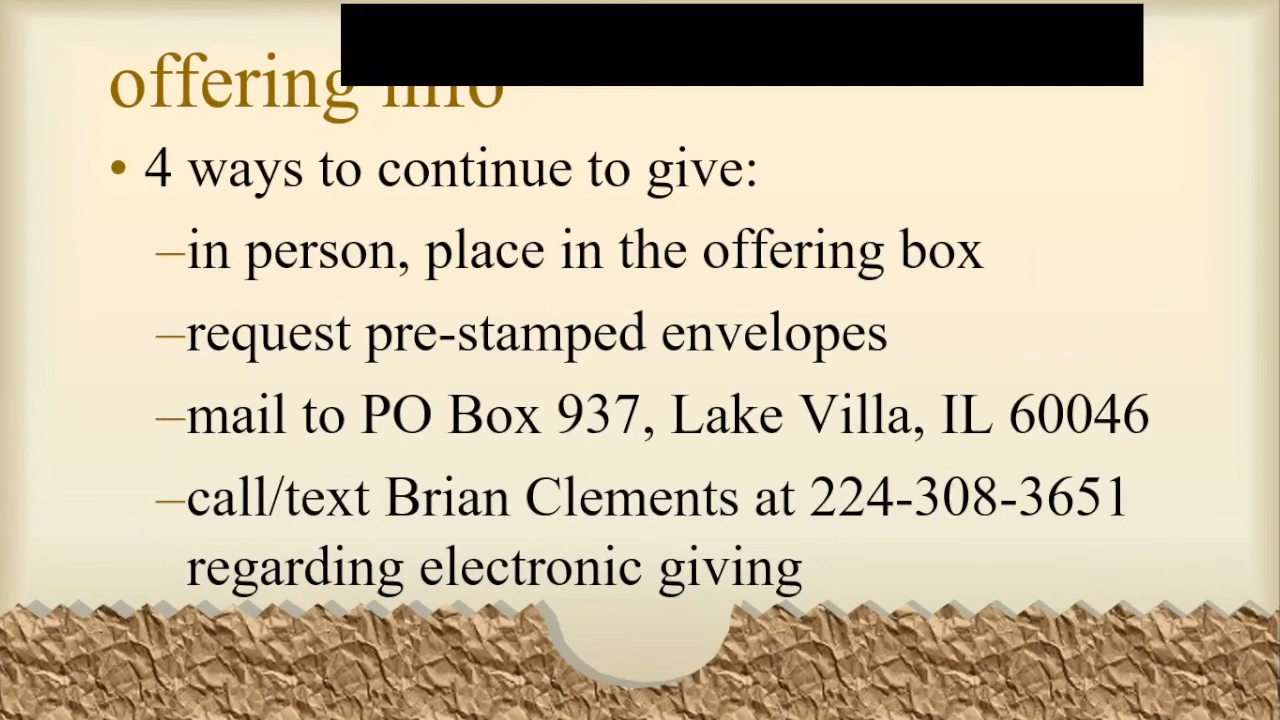 offering info
• 4 ways to continue to give:
–in person, place in the offering box
–request pre-stamped envelopes
–mail to PO Box 937, Lake Villa, IL 60046
–call/text Brian Clements at 224-308-3651
regarding electronic giving